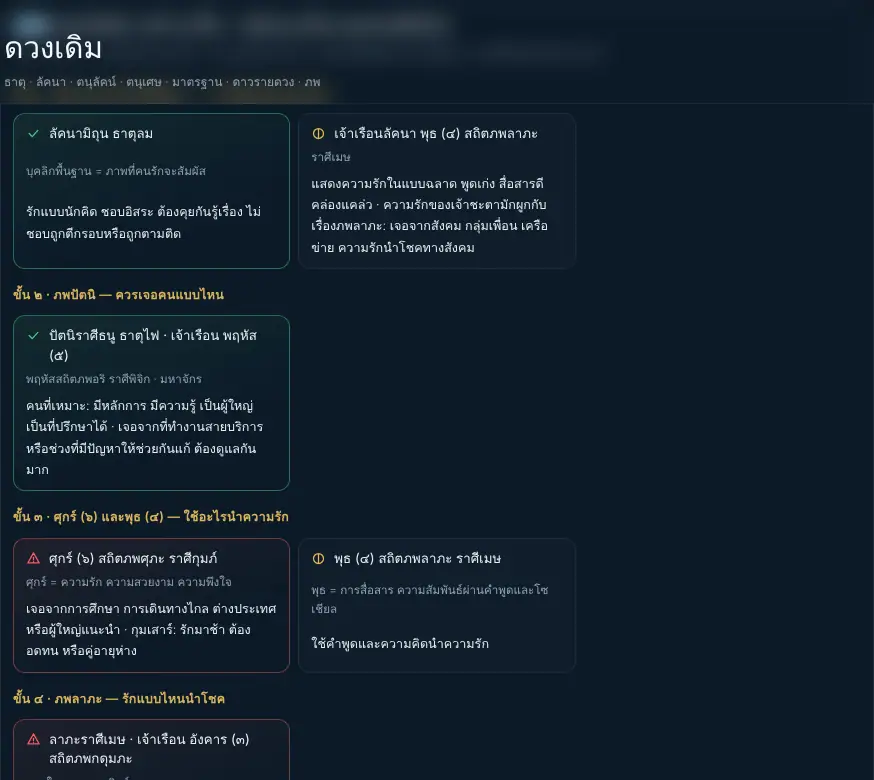 ดวงเดิม
ธาตุ · ลัคนา · ตนุลัคน์ · ตนุเศษ · มาตรฐาน · ดาวรายดวง · ภพ
ลัคนามิถุน ธาตุลม
บุคลิกพื้นฐาน = ภาพที่คนรักจะสัมผัส
รักแบบนักคิด ชอบอิสระ ต้องคุยกันรู้เรื่อง ไม่
ชอบถูกตีกรอบหรือถูกตามติด
เจ้าเรือนลัคนา พุธ (๔) สถิตภพลาภะ
ราศีเมษ
แสดงความรักในแบบฉลาด พูดเก่ง สื่อสารดี
คล่องแคล่ว · ความรักของเจ้าชะตามักผูกกับ
เรื่องภพลาภะ: เจอจากสังคม กลุ่มเพื่อน เครือ
ข่าย ความรักนำโชคทางสังคม
ขั้น ๒ · ภพปัตนิ — ควรเจอคนแบบไหน
ปัตนิราศีธนู ธาตุไฟ · เจ้าเรือน พฤหัส
(๕)
พฤหัสสถิตภพอริ ราศีพิจิก · มหาจักร
คนที่เหมาะ: มีหลักการ มีความรู้ เป็นผู้ใหญ่
เป็นที่ปรึกษาได้ · เจอจากที่ทำงานสายบริการ
หรือช่วงที่มีปัญหาให้ช่วยกันแก้ ต้องดูแลกัน
มาก
ขั้น ๓ · ศุกร์ (๖) และพุธ (๔) — ใช้อะไรนำความรัก
ศุกร์ (๖) สถิตภพศุภะ ราศีกุมภ์
ศุกร์ = ความรัก ความสวยงาม ความพึงใจ
เจอจากการศึกษา การเดินทางไกล ต่างประเทศ
หรือผู้ใหญ่แนะนำ · กุมเสาร์: รักมาช้า ต้อง
อดทน หรือคู่อายุห่าง
พุธ (๔) สถิตภพลาภะ ราศีเมษ
พุธ = การสื่อสาร ความสัมพันธ์ผ่านคำพูดและโซ
เชียล
ใช้คำพูดและความคิดนำความรัก
ขั้น ๔ · ภพลาภะ — รักแบบไหนนำโชค
ลาภะราศีเมษ · เจ้าเรือน อังคาร (๓)
สถิตภพกดุมภะ